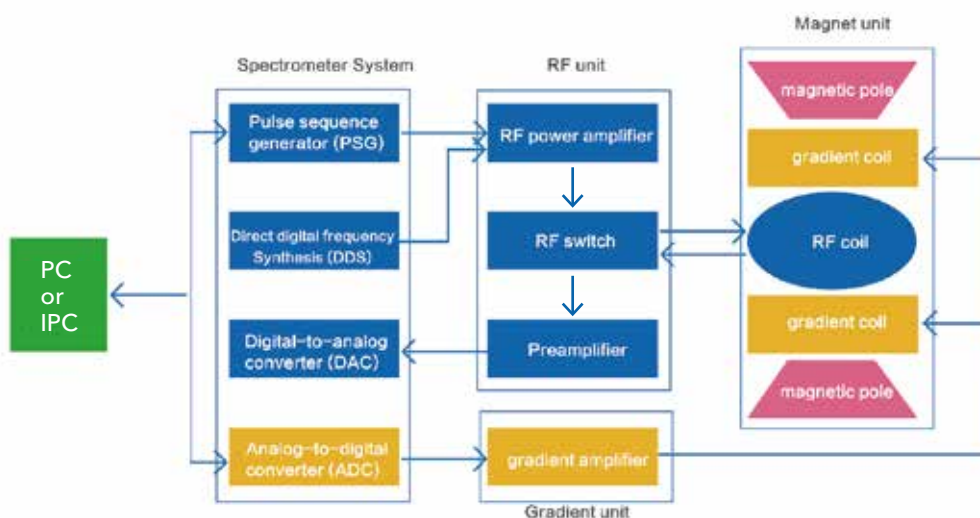 Magnet unit
Spectrometer System
RF unit
magnetic pole
Pulse sequence
generator (PSG)
RF power amplifier
gradient coil
Direct digital frequency
Synthesis (DDS)
RF switch
RF coil
PC
or
IPC
gradient coil
Digital-to-analog
converter (DAC)
Preamplifier
magnetic pole
Analog-to-digital
converter (ADC)
gradient amplifier
Gradient unit